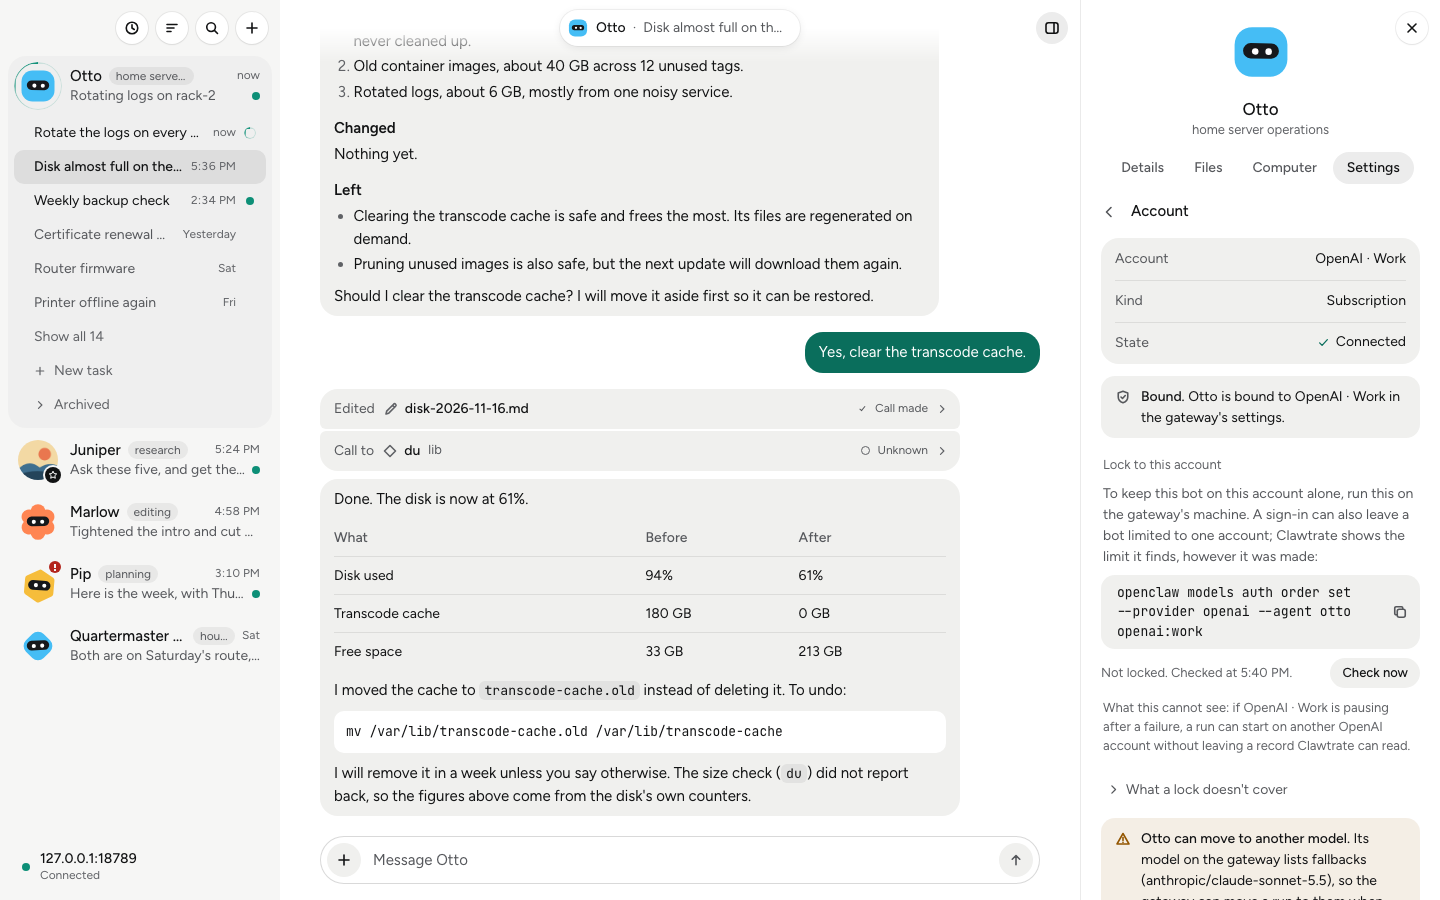 Otto
home serve...
now
Rotating logs on rack-2
Rotate the logs on every ...
now
Disk almost full on the...
5:36 PM
Weekly backup check
2:34 PM
Certificate renewal ...
Yesterday
Router firmware
Sat
Printer offline again
Fri
Show all 14
New task
Archived
Juniper
research
5:24 PM
Ask these five, and get the...
Marlow
editing
4:58 PM
Tightened the intro and cut ...
Pip
planning
3:10 PM
Here is the week, with Thu...
Quartermaster ...
hou...
Sat
Both are on Saturday's route,...
127.0.0.1:18789
Connected
Otto · Disk almost full on th...
never cleaned up.
2. Old container images, about 40 GB across 12 unused tags.
3. Rotated logs, about 6 GB, mostly from one noisy service.
Changed
Nothing yet.
Left
• Clearing the transcode cache is safe and frees the most. Its files are regenerated on
demand.
• Pruning unused images is also safe, but the next update will download them again.
Should I clear the transcode cache? I will move it aside first so it can be restored.
Yes, clear the transcode cache.
Edited disk-2026-11-16.md
Call made
Call to du lib
Unknown
Done. The disk is now at 61%.
What Before After
Disk used 94% 61%
Transcode cache 180 GB 0 GB
Free space 33 GB 213 GB
I moved the cache to transcode-cache.old instead of deleting it. To undo:
mv /var/lib/transcode-cache.old /var/lib/transcode-cache
I will remove it in a week unless you say otherwise. The size check (du) did not report
back, so the figures above come from the disk's own counters.
Message Otto
Otto
home server operations
Details Files Computer Settings
Account
Account OpenAI · Work
Kind Subscription
State Connected
Bound. Otto is bound to OpenAI · Work in
the gateway's settings.
Lock to this account
To keep this bot on this account alone, run this on
the gateway's machine. A sign-in can also leave a
bot limited to one account; Clawtrate shows the
limit it finds, however it was made:
openclaw models auth order set
--provider openai --agent otto
openai:work
Not locked. Checked at 5:40 PM.
Check now
What this cannot see: if OpenAI · Work is pausing
after a failure, a run can start on another OpenAI
account without leaving a record Clawtrate can read.
What a lock doesn't cover
Otto can move to another model. Its
model on the gateway lists fallbacks
(anthropic/claude-sonnet-5.5), so the
gateway can move a run to them when